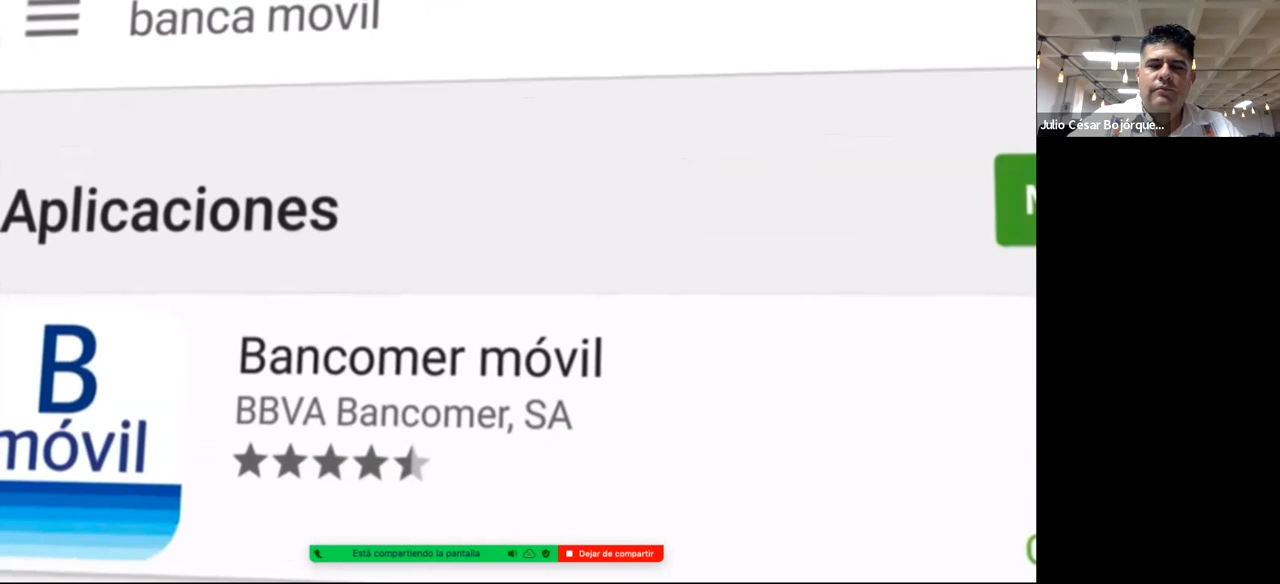 banca móvil
Aplicaciones
Bancomer móvil
BBVA Bancomer, SA
B
móvil
Está compartiendo la pantalla
Dejar de compartir
Julio César Bojórque...